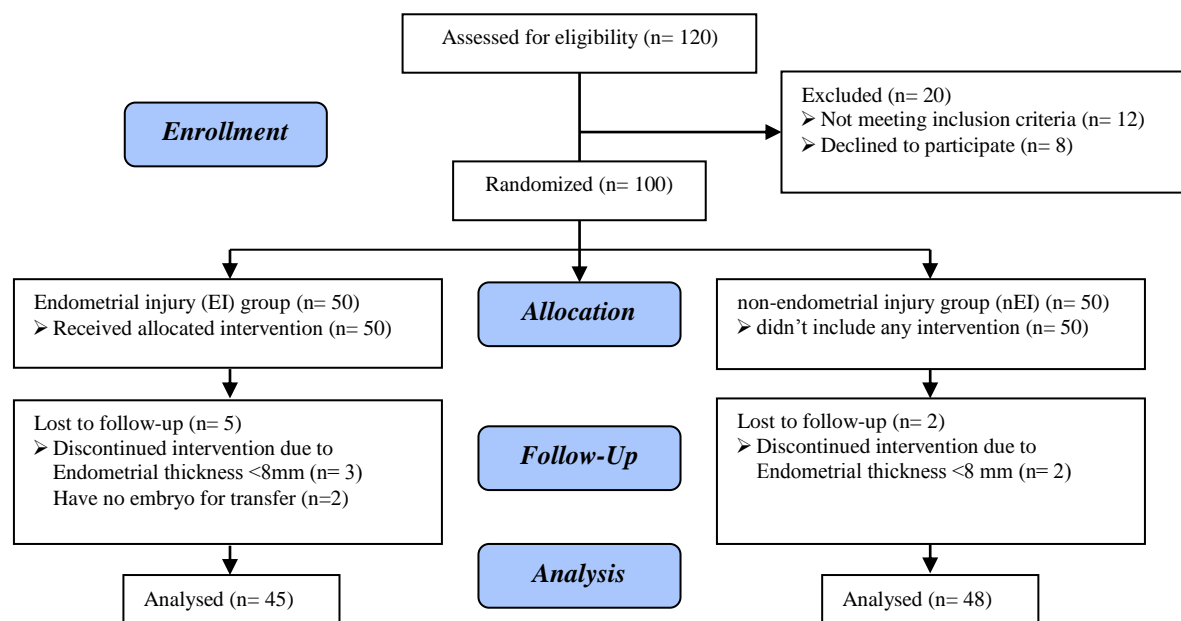 Assessed for eligibility (n= 120)
Excluded (n= 20)
➢ Not meeting inclusion criteria (n= 12)
➢ Declined to participate (n= 8)
Enrollment
Randomized (n= 100)
Endometrial injury (EI) group (n= 50)
➢ Received allocated intervention (n= 50)
Allocation
non-endometrial injury group (nEI) (n= 50)
➢ didn’t include any intervention (n= 50)
Lost to follow-up (n= 5)
➢ Discontinued intervention due to
Endometrial thickness <8mm (n= 3)
Have no embryo for transfer (n=2)
Follow-Up
Lost to follow-up (n= 2)
➢ Discontinued intervention due to
Endometrial thickness <8 mm (n= 2)
Analysis
Analysed (n= 45)
Analysed (n= 48)